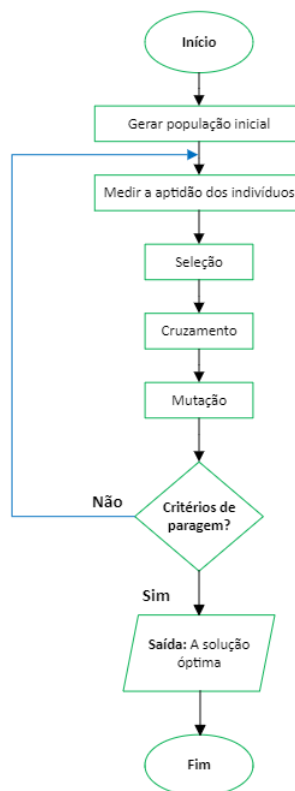 Início
Gerar população inicial
Medir a aptidão dos indivíduos
Seleção
Cruzamento
Mutação
Critérios de
paragem?
Não
Sim
Saída: A solução
óptima
Fim